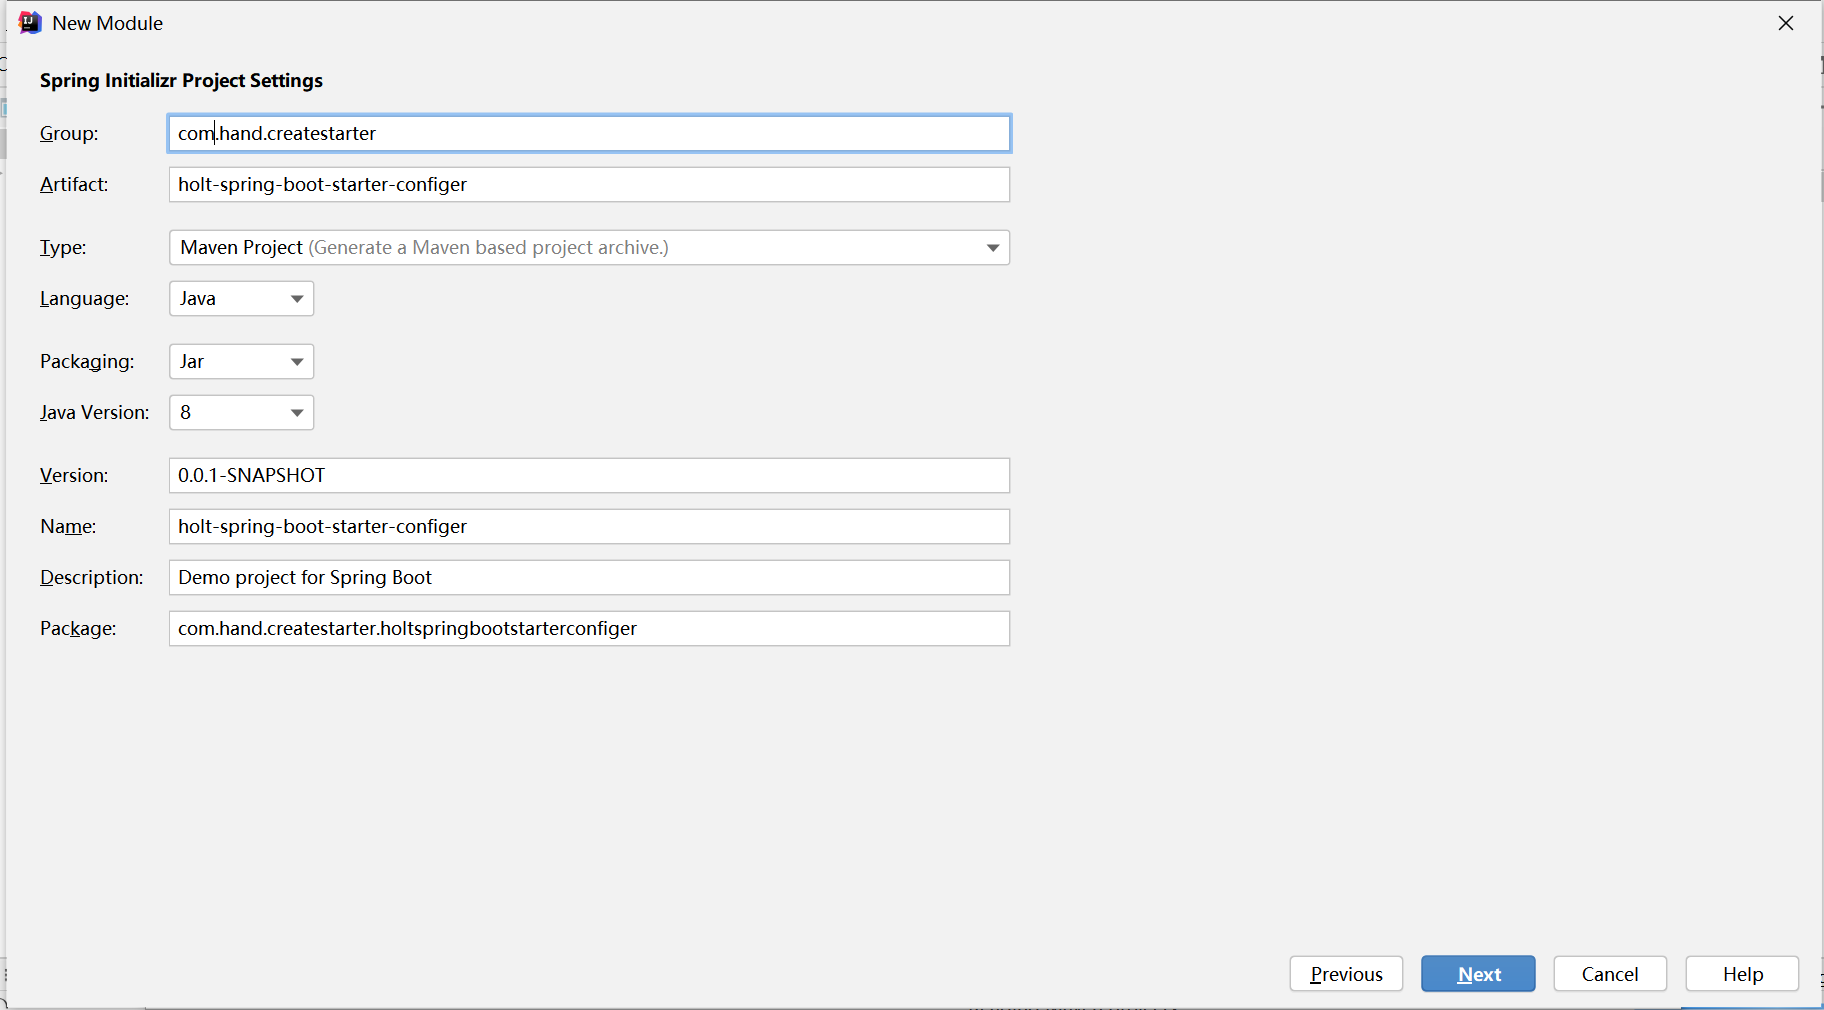 New Module
Spring Initializr Project Settings
Group: com.hand.createstarter
Artifact: holt-spring-boot-starter-configer
Type: Maven Project (Generate a Maven based project archive.)
Language: Java
Packaging: Jar
Java Version: 8
Version: 0.0.1-SNAPSHOT
Name: holt-spring-boot-starter-configer
Description: Demo project for Spring Boot
Package: com.hand.createstarter.holtspringbootstarterconfiger
Previous Next Cancel Help